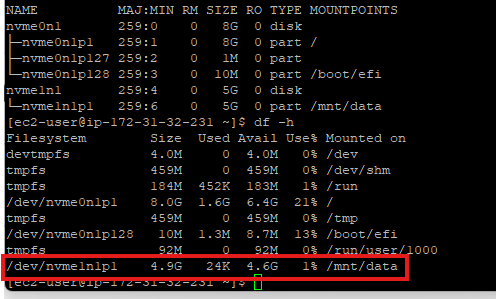 NAME MAJ:MIN RM SIZE RO TYPE MOUNTPOINTS
nvme0n1 259:0 0 8G 0 disk
├─nvme0n1p1 259:1 0 8G 0 part /
├─nvme0n1p127 259:2 0 1M 0 part
└─nvme0n1p128 259:3 0 10M 0 part /boot/efi
nvme1n1 259:4 0 5G 0 disk
└─nvme1n1p1 259:6 0 5G 0 part /mnt/data
[ec2-user@ip-172-31-32-231 ~]$ df -h
Filesystem Size Used Avail Use% Mounted on
devtmpfs 4.0M 0 4.0M 0% /dev
tmpfs 459M 0 459M 0% /dev/shm
tmpfs 184M 452K 183M 1% /run
/dev/nvme0n1p1 8.0G 1.6G 6.4G 21% /
tmpfs 459M 0 459M 0% /tmp
/dev/nvme0n1p128 10M 1.3M 8.7M 13% /boot/efi
tmpfs 92M 0 92M 0% /run/user/1000
/dev/nvme1n1p1 4.9G 24K 4.6G 1% /mnt/data
[ec2-user@ip-172-31-32-231 ~]$